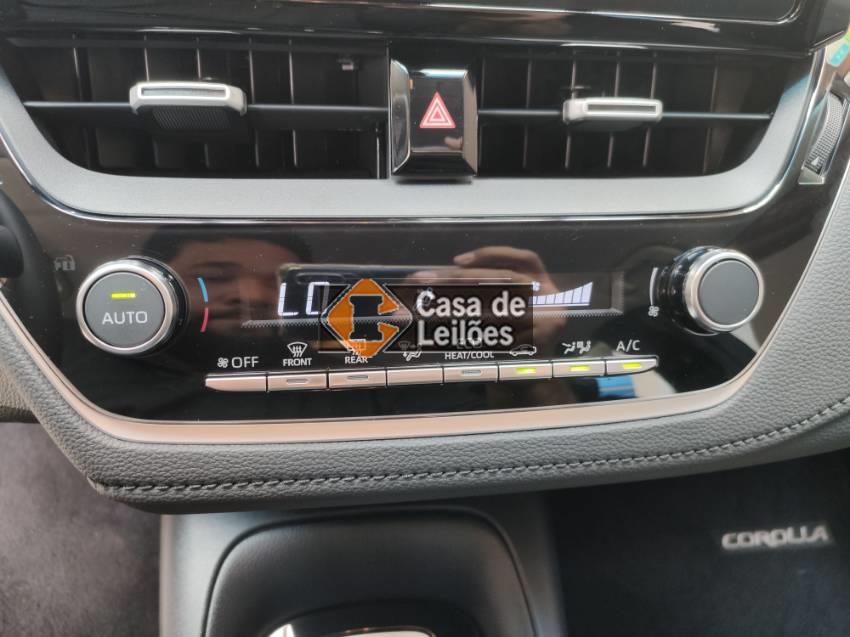 LO
Casa de
Leilões
AUTO
OFF
FRONT
REAR
HEAT/COOL
A/C
COROLLA